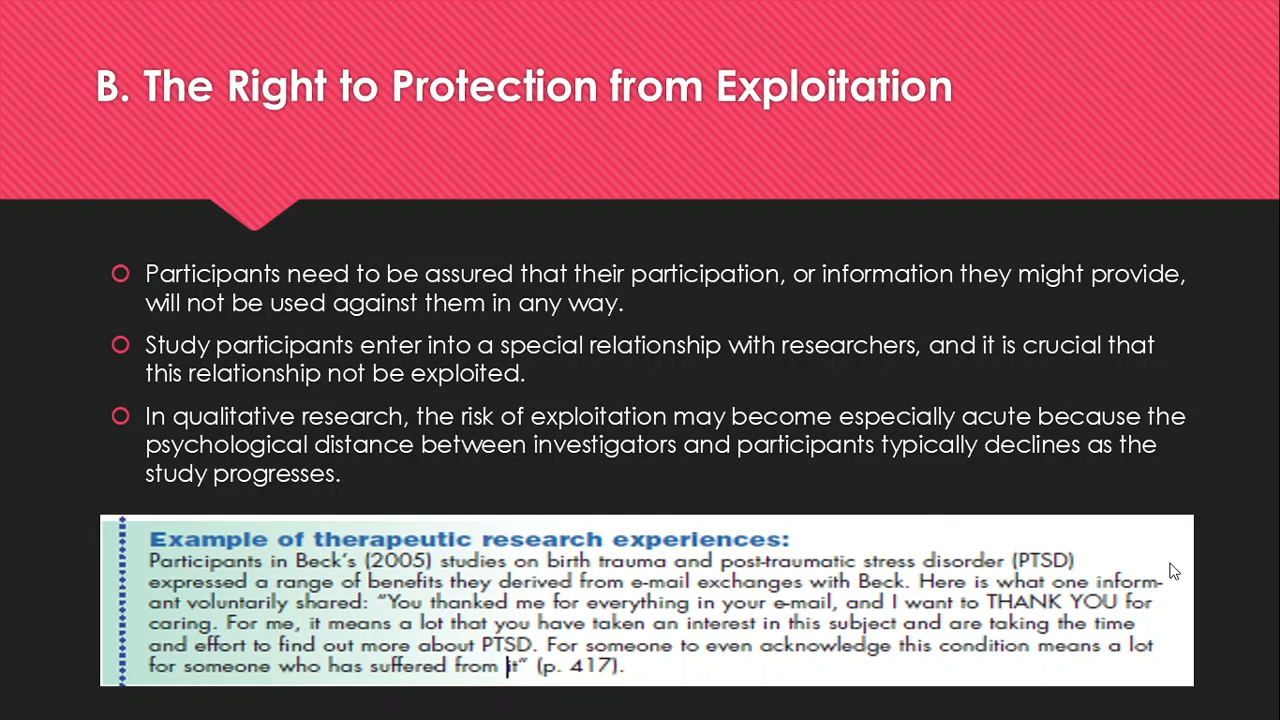 B. The Right to Protection from Exploitation
Participants need to be assured that their participation, or information they might provide,
will not be used against them in any way.
Study participants enter into a special relationship with researchers, and it is crucial that
this relationship not be exploited.
In qualitative research, the risk of exploitation may become especially acute because the
psychological distance between investigators and participants typically declines as the
study progresses.
Example of therapeutic research experiences:
Participants in Beck's (2005) studies on birth trauma and post-traumatic stress disorder (PTSD)
expressed a range of benefits they derived from e-mail exchanges with Beck. Here is what one inform-
ant voluntarily shared: “You thanked me for everything in your e-mail, and I want to THANK YOU for
caring. For me, it means a lot that you have taken an interest in this subject and are taking the time
and effort to find out more about PTSD. For someone to even acknowledge this condition means a lot
for someone who has suffered from it” (p. 417).